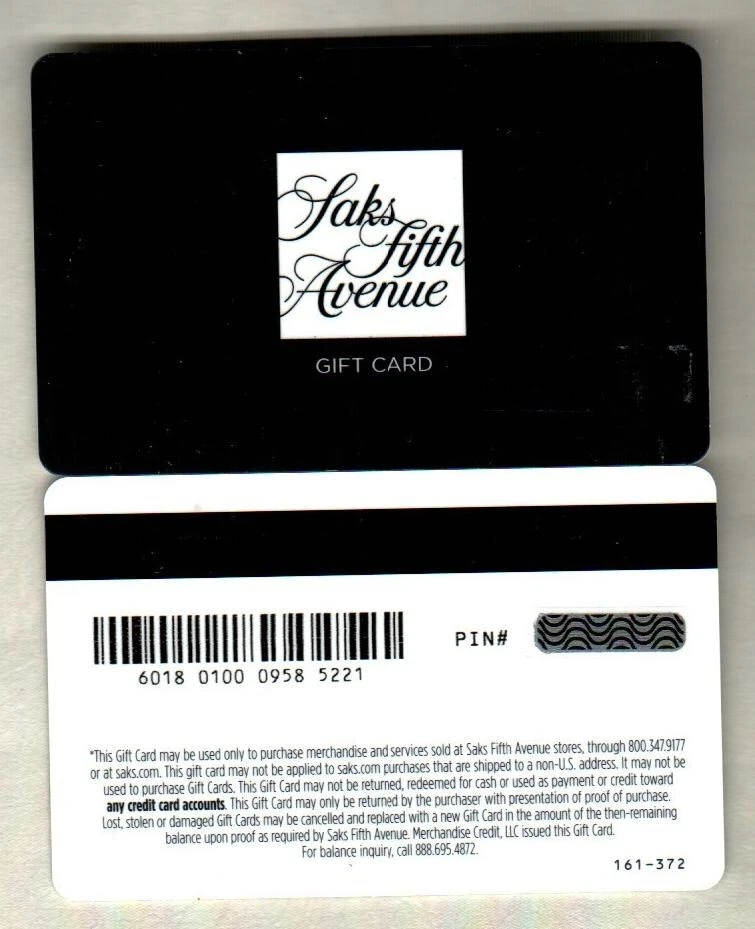 Saks
fifth
Avenue
GIFT CARD
PIN#
6018 0100 0958 5221
*This Gift Card may be used only to purchase merchandise and services sold at Saks Fifth Avenue stores, through 800.347.9177
or at saks.com. This gift card may not be applied to saks.com purchases that are shipped to a non-U.S. address. It may not be
used to purchase Gift Cards. This Gift Card may not be returned, redeemed for cash or used as payment or credit toward
any credit card accounts. This Gift Card may only be returned by the purchaser with presentation of proof of purchase.
Lost, stolen or damaged Gift Cards may be cancelled and replaced with a new Gift Card in the amount of the then-remaining
balance upon proof as required by Saks Fifth Avenue. Merchandise Credit, LLC issued this Gift Card.
For balance inquiry, call 888.695.4872.
161-372